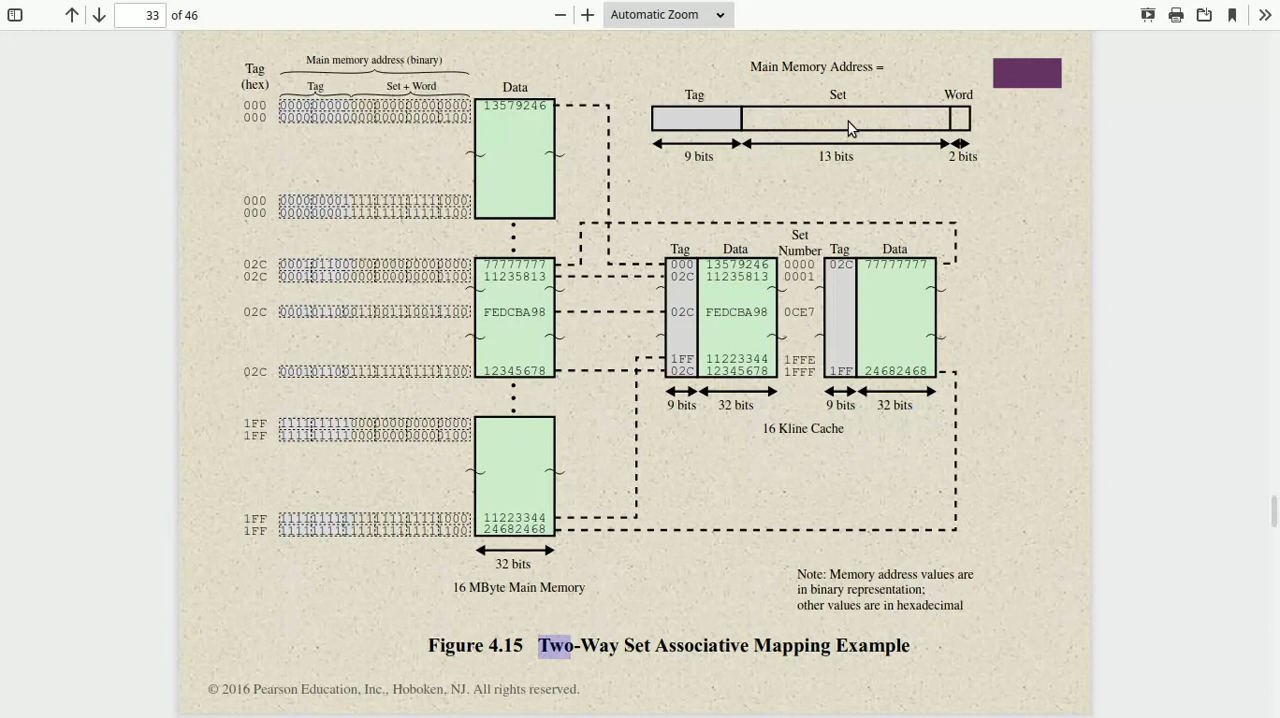 33 of 46
Automatic Zoom
Main memory address (binary)
Tag
(hex)
Tag
Set + Word
Data
000
000
13579246
000
000
02C
77777777
02C
11235813
02C
FEDCBA98
02C
12345678
1FF
1FF
1FF
11223344
1FF
24682468
32 bits
16 MByte Main Memory
Main Memory Address =
Tag Set Word
9 bits 13 bits 2 bits
Set
Tag Data Number Tag Data
000 13579246 0000 02C 77777777
02C 11235813 0001
02C FEDCBA98 0CE7
1FF 11223344 1FFE
02C 12345678 1FFF 1FF 24682468
9 bits 32 bits 9 bits 32 bits
16 Kline Cache
Note: Memory address values are
in binary representation;
other values are in hexadecimal
Figure 4.15 Two-Way Set Associative Mapping Example
© 2016 Pearson Education, Inc., Hoboken, NJ. All rights reserved.